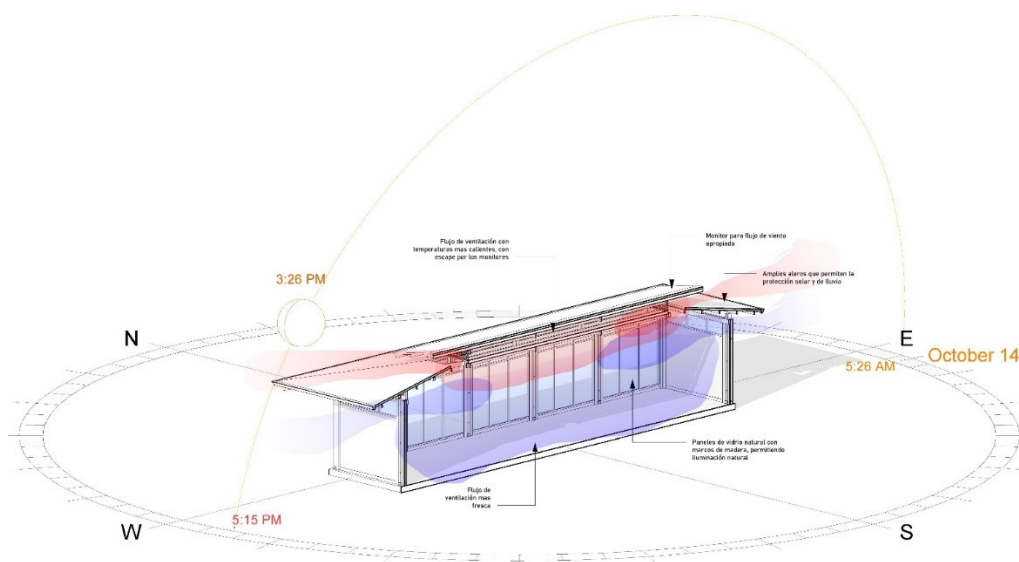 Flujo de ventilación con
temperaturas mas calientes, con
escape por los monitores
Monitor para flujo de viento
apropiado
Amplios aleros que permiten la
protección solar y de lluvia
3:26 PM
N
E
October 14
5:26 AM
Paneles de vidrio natural con
marcos de madera, permitiendo
iluminación natural
Flujo de
ventilación mas
fresca
5:15 PM
W
S